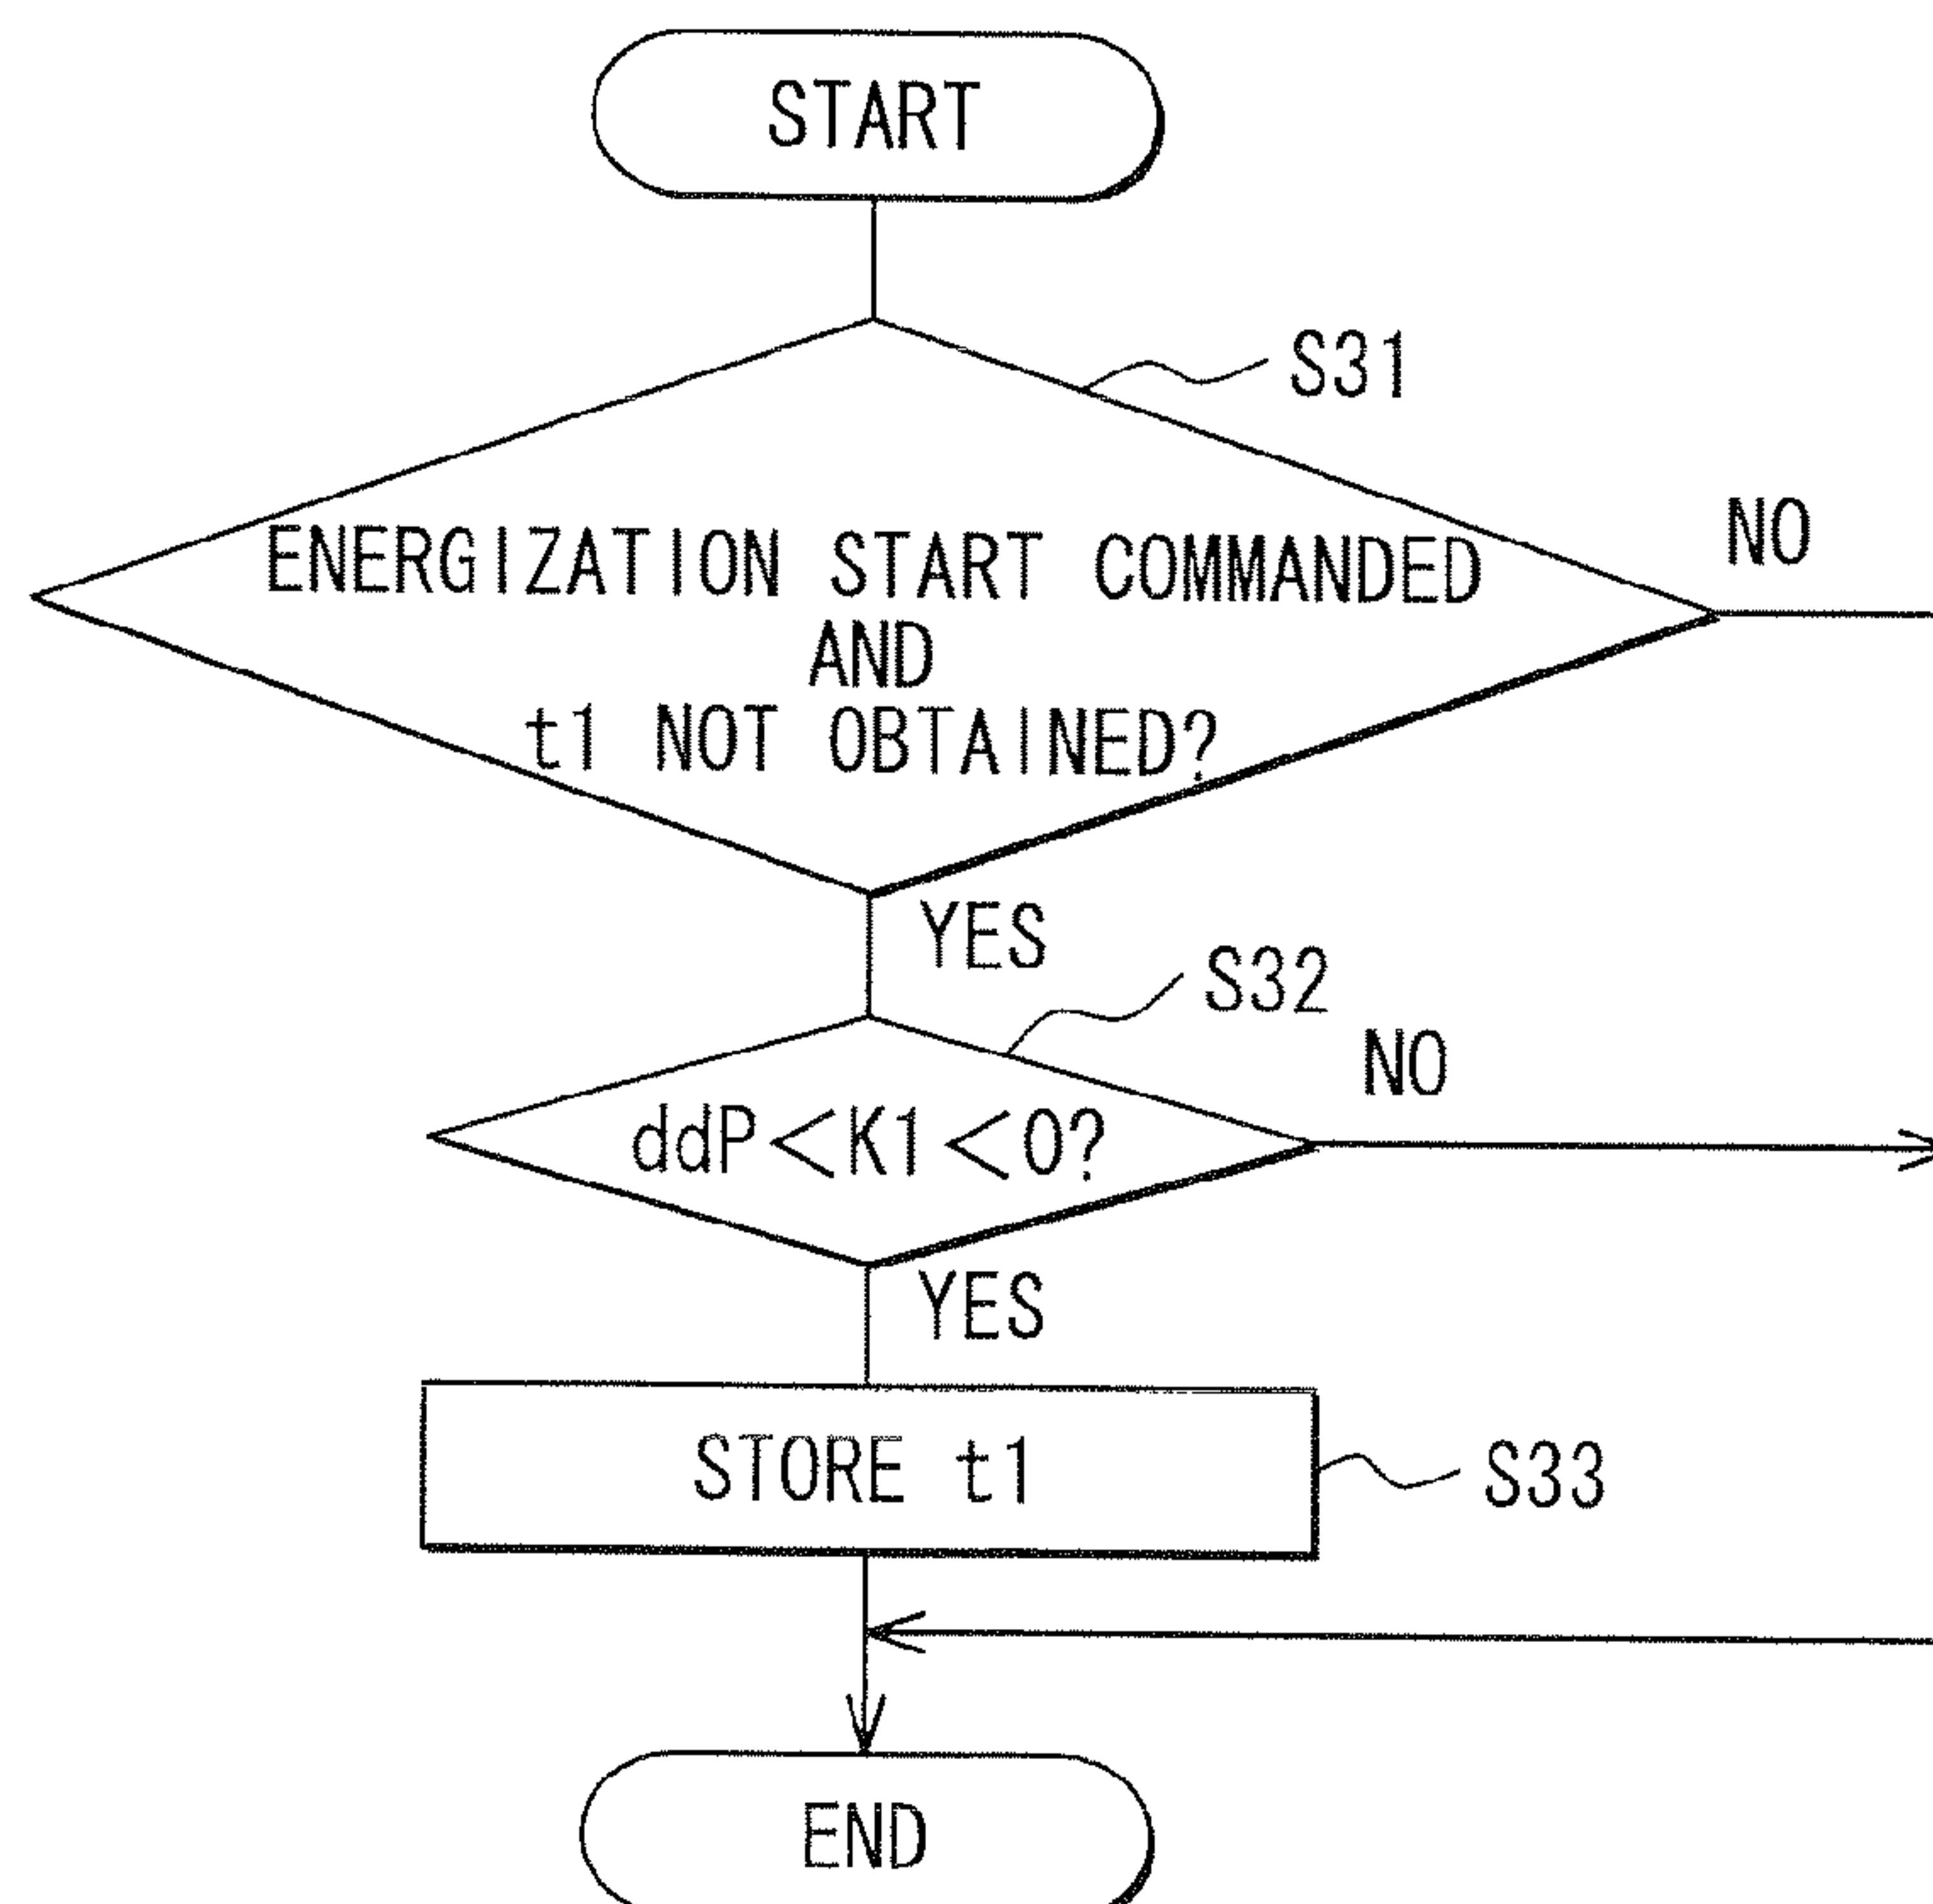 START
S31
ENERGIZATION START COMMANDED
AND
t1 NOT OBTAINED?
NO
YES
S32
NO
ddP<K1<0?
YES
STORE t1
S33
END